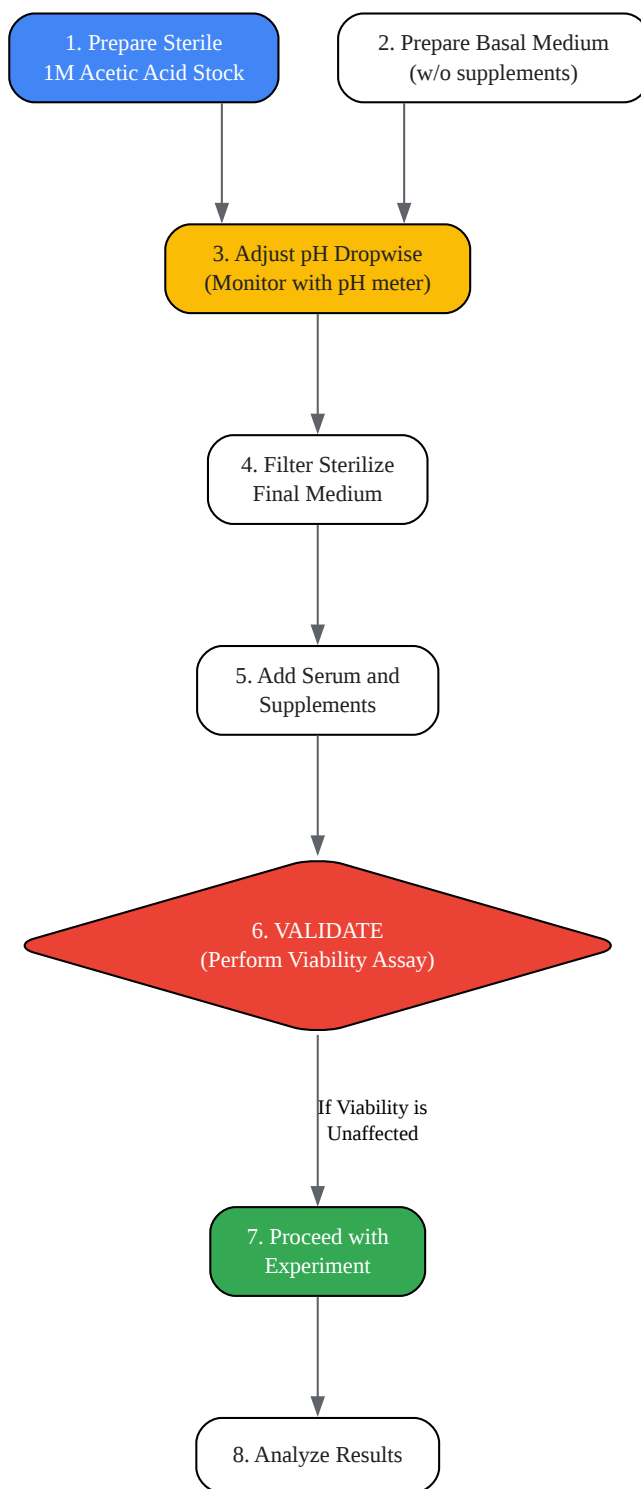 1. Prepare Sterile
1M Acetic Acid Stock
2. Prepare Basal Medium
(w/o supplements)
3. Adjust pH Dropwise
(Monitor with pH meter)
4. Filter Sterilize
Final Medium
5. Add Serum and
Supplements
6. VALIDATE
(Perform Viability Assay)
If Viability is
Unaffected
7. Proceed with
Experiment
8. Analyze Results